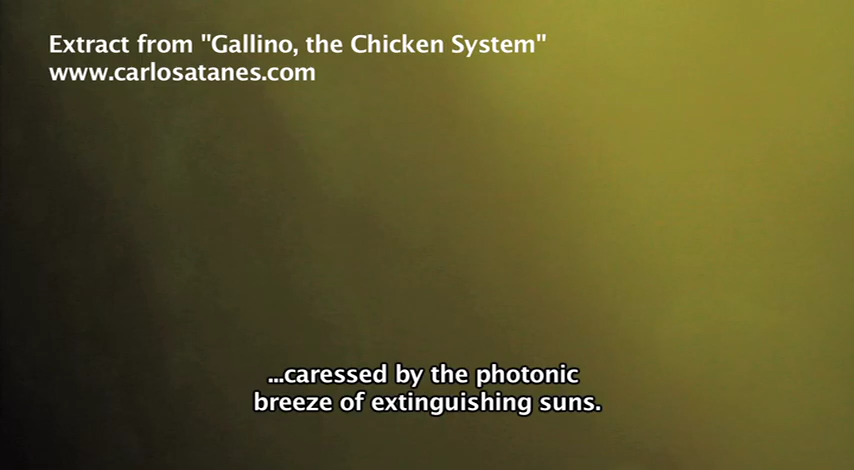 Extract from "Gallino, the Chicken System"
www.carlosatanes.com
...caressed by the photonic
breeze of extinguishing suns.